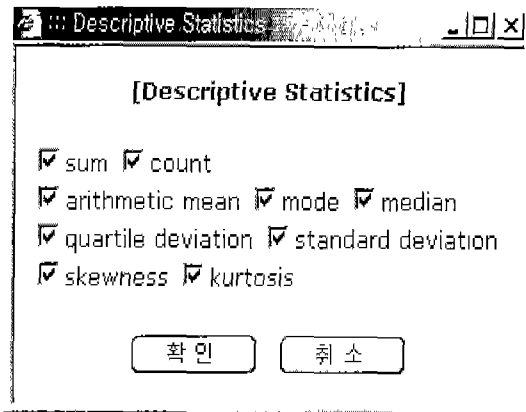 ::: Descriptive Statistics
[Descriptive Statistics]
sum count
arithmetic mean mode median
quartile deviation standard deviation
skewness kurtosis
확인 취소